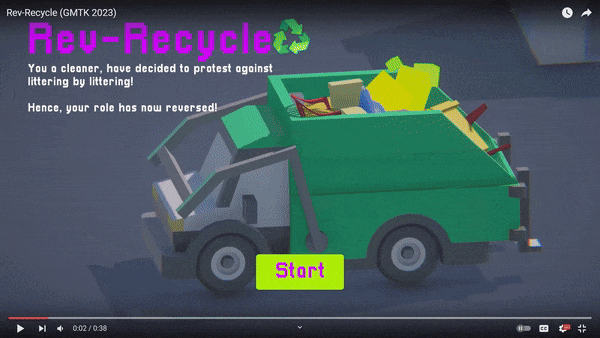 Rev-Recycle (GMTK 2023)
Rev-Recycle
You a cleaner, have decided to protest against
littering by littering!
Hence, your role has now reversed!
Start
0:02 / 0:38